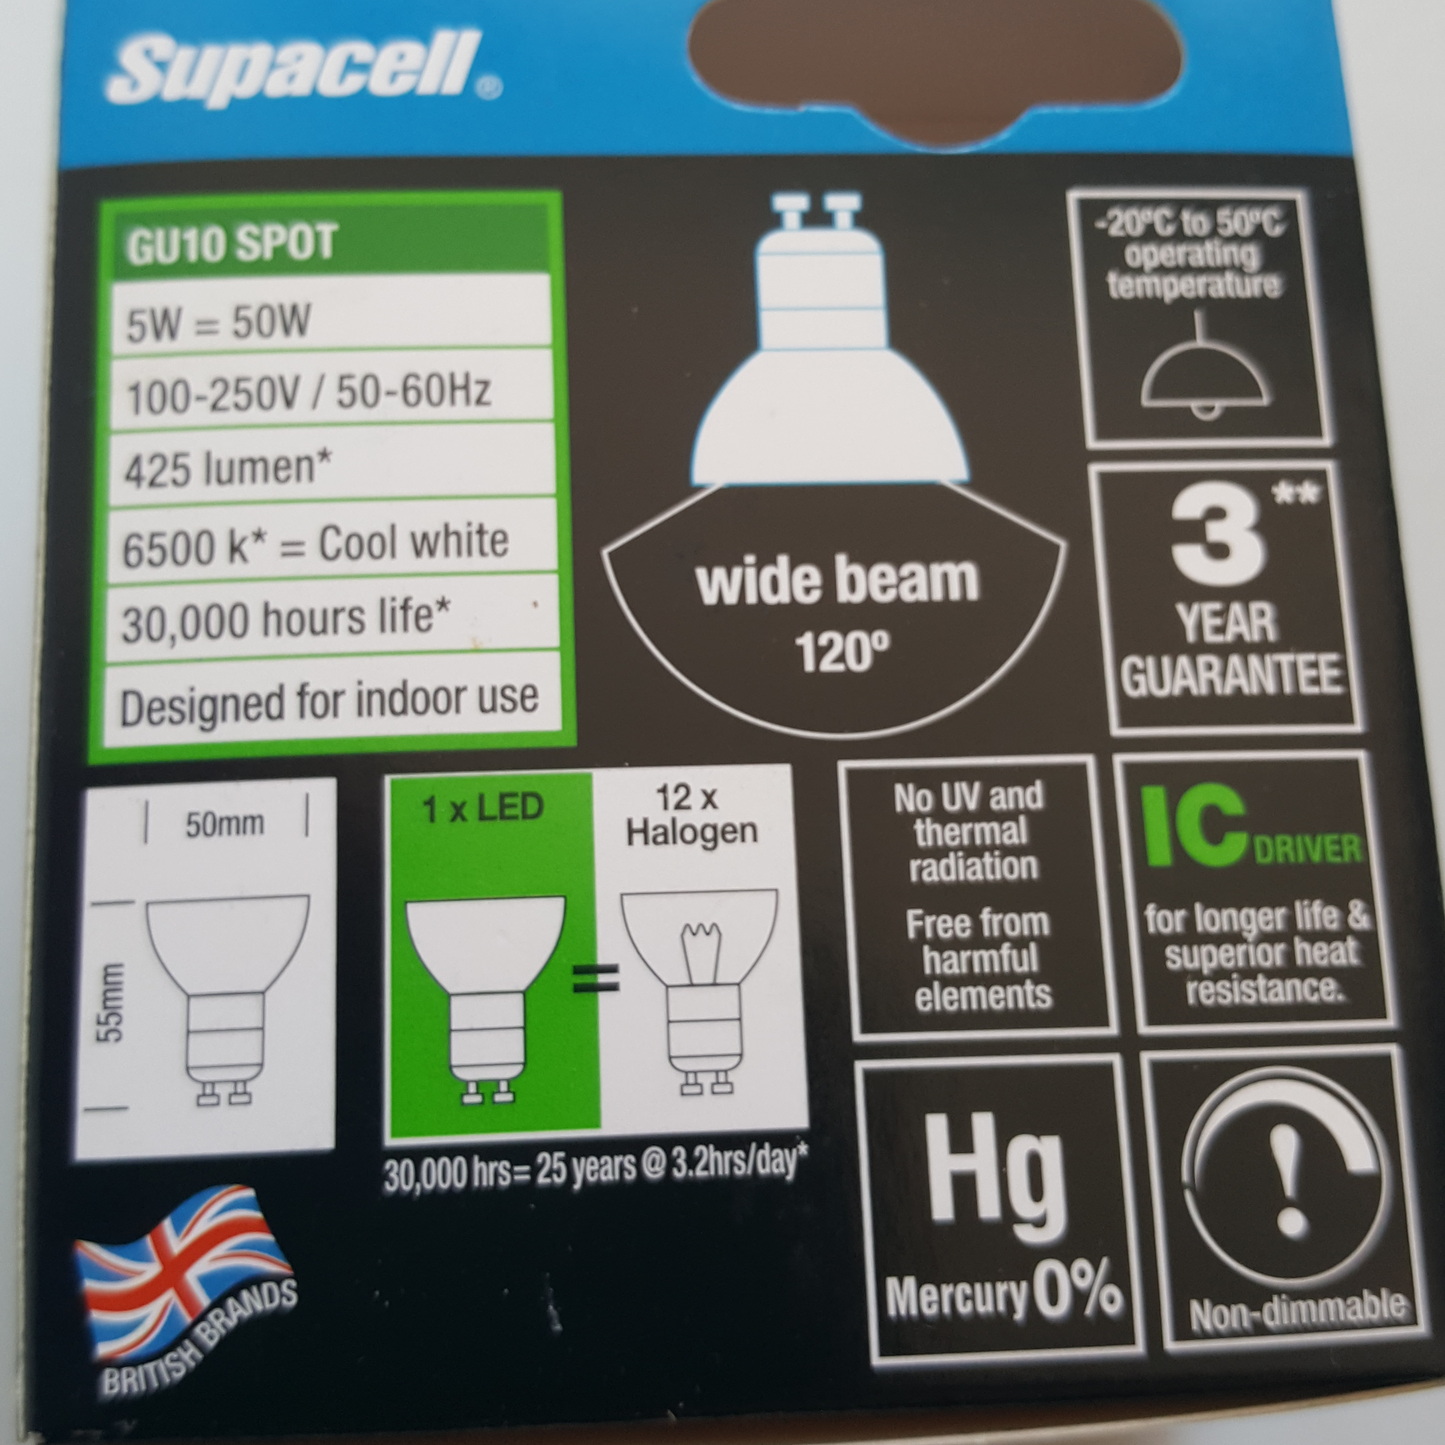 Supacell®
GU10 SPOT
5W = 50W
100-250V / 50-60Hz
425 lumen*
6500 k* = Cool white
30,000 hours life*
Designed for indoor use
wide beam
120º
-20ºC to 50ºC
operating
temperature
3**
YEAR
GUARANTEE
50mm
55mm
1 x LED
12 x
Halogen
=
30,000 hrs= 25 years @ 3.2hrs/day*
No UV and
thermal
radiation
Free from
harmful
elements
IC DRIVER
for longer life &
superior heat
resistance.
Hg
Mercury 0%
!
Non-dimmable
BRITISH BRANDS